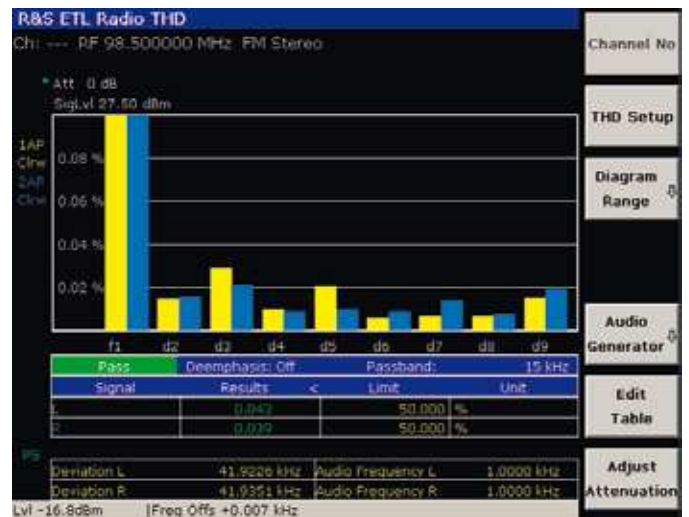 R&S ETL Radio THD
Ch: --- RF 98.500000 MHz FM Stereo
* Att 0 dB
SigLvl 27.50 dBm
1AP
Clrw
2AP
Clrw
0.08 %
0.06 %
0.04 %
0.02 %
f1 d2 d3 d4 d5 d6 d7 d8 d9
Pass Deemphasis: Off Passband: 15 kHz
Signal Results < Limit Unit
L 0.042 50.000 %
R 0.039 50.000 %
PS
Deviation L 41.9226 kHz Audio Frequency L 1.0000 kHz
Deviation R 41.9351 kHz Audio Frequency R 1.0000 kHz
Lvl -16.8dBm |Freq Offs +0.007 kHz
Channel No
THD Setup
Diagram
Range
Audio
Generator
Edit
Table
Adjust
Attenuation